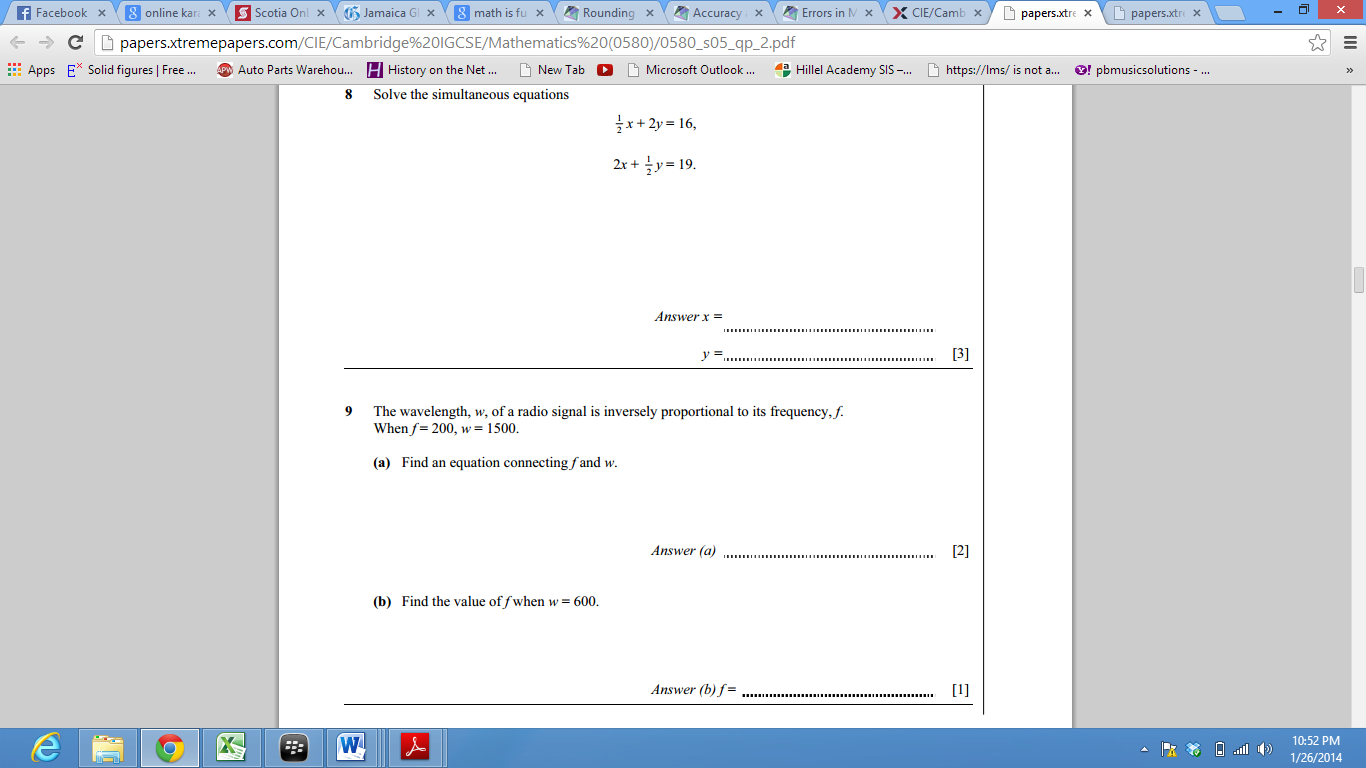 Facebook
online kar
Scotia Onl
Jamaica Gl
math is fu
Rounding
Accuracy
Errors in M
CIE/Camb
papers.xtre
papers.xtre
papers.xtremepapers.com/CIE/Cambridge%20IGCSE/Mathematics%20(0580)/0580_s05_qp_2.pdf
Apps
Solid figures | Free ...
Auto Parts Warehou...
History on the Net ...
New Tab
Microsoft Outlook ...
Hillel Academy SIS –...
https://lms/ is not a...
pbmusicsolutions - ...
»
8 Solve the simultaneous equations
½x + 2y = 16,
2x + ½y = 19.
Answer x =
y = [3]
9 The wavelength, w, of a radio signal is inversely proportional to its frequency, f.
When f = 200, w = 1500.
(a) Find an equation connecting f and w.
Answer (a) [2]
(b) Find the value of f when w = 600.
Answer (b) f = [1]
10:52 PM
1/26/2014